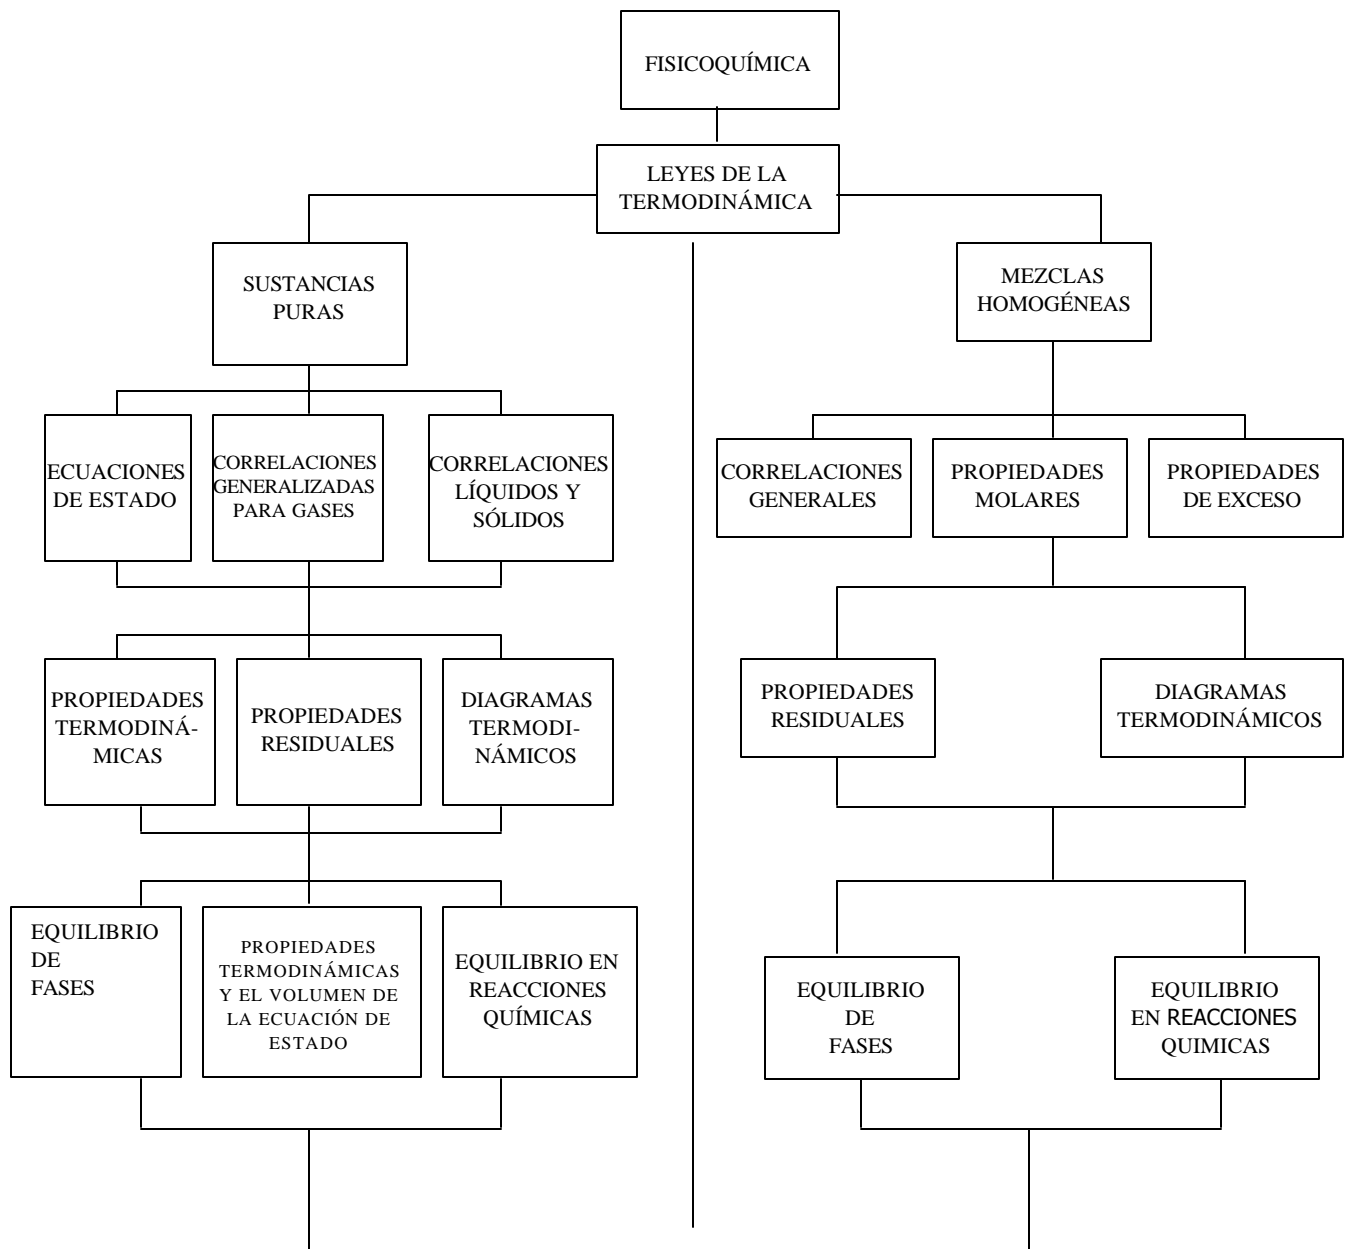 FISICOQUÍMICA
LEYES DE LA
TERMODINÁMICA
SUSTANCIAS
PURAS
MEZCLAS
HOMOGÉNEAS
ECUACIONES
DE ESTADO
CORRELACIONES
GENERALIZADAS
PARA GASES
CORRELACIONES
LÍQUIDOS Y
SÓLIDOS
CORRELACIONES
GENERALES
PROPIEDADES
MOLARES
PROPIEDADES
DE EXCESO
PROPIEDADES
TERMODINÁ-
MICAS
PROPIEDADES
RESIDUALES
DIAGRAMAS
TERMODI-
NÁMICOS
PROPIEDADES
RESIDUALES
DIAGRAMAS
TERMODINÁMICOS
EQUILIBRIO
DE
FASES
PROPIEDADES
TERMODINÁMICAS
Y EL VOLUMEN DE
LA ECUACIÓN DE
ESTADO
EQUILIBRIO EN
REACCIONES
QUÍMICAS
EQUILIBRIO
DE
FASES
EQUILIBRIO
EN REACCIONES
QUIMICAS